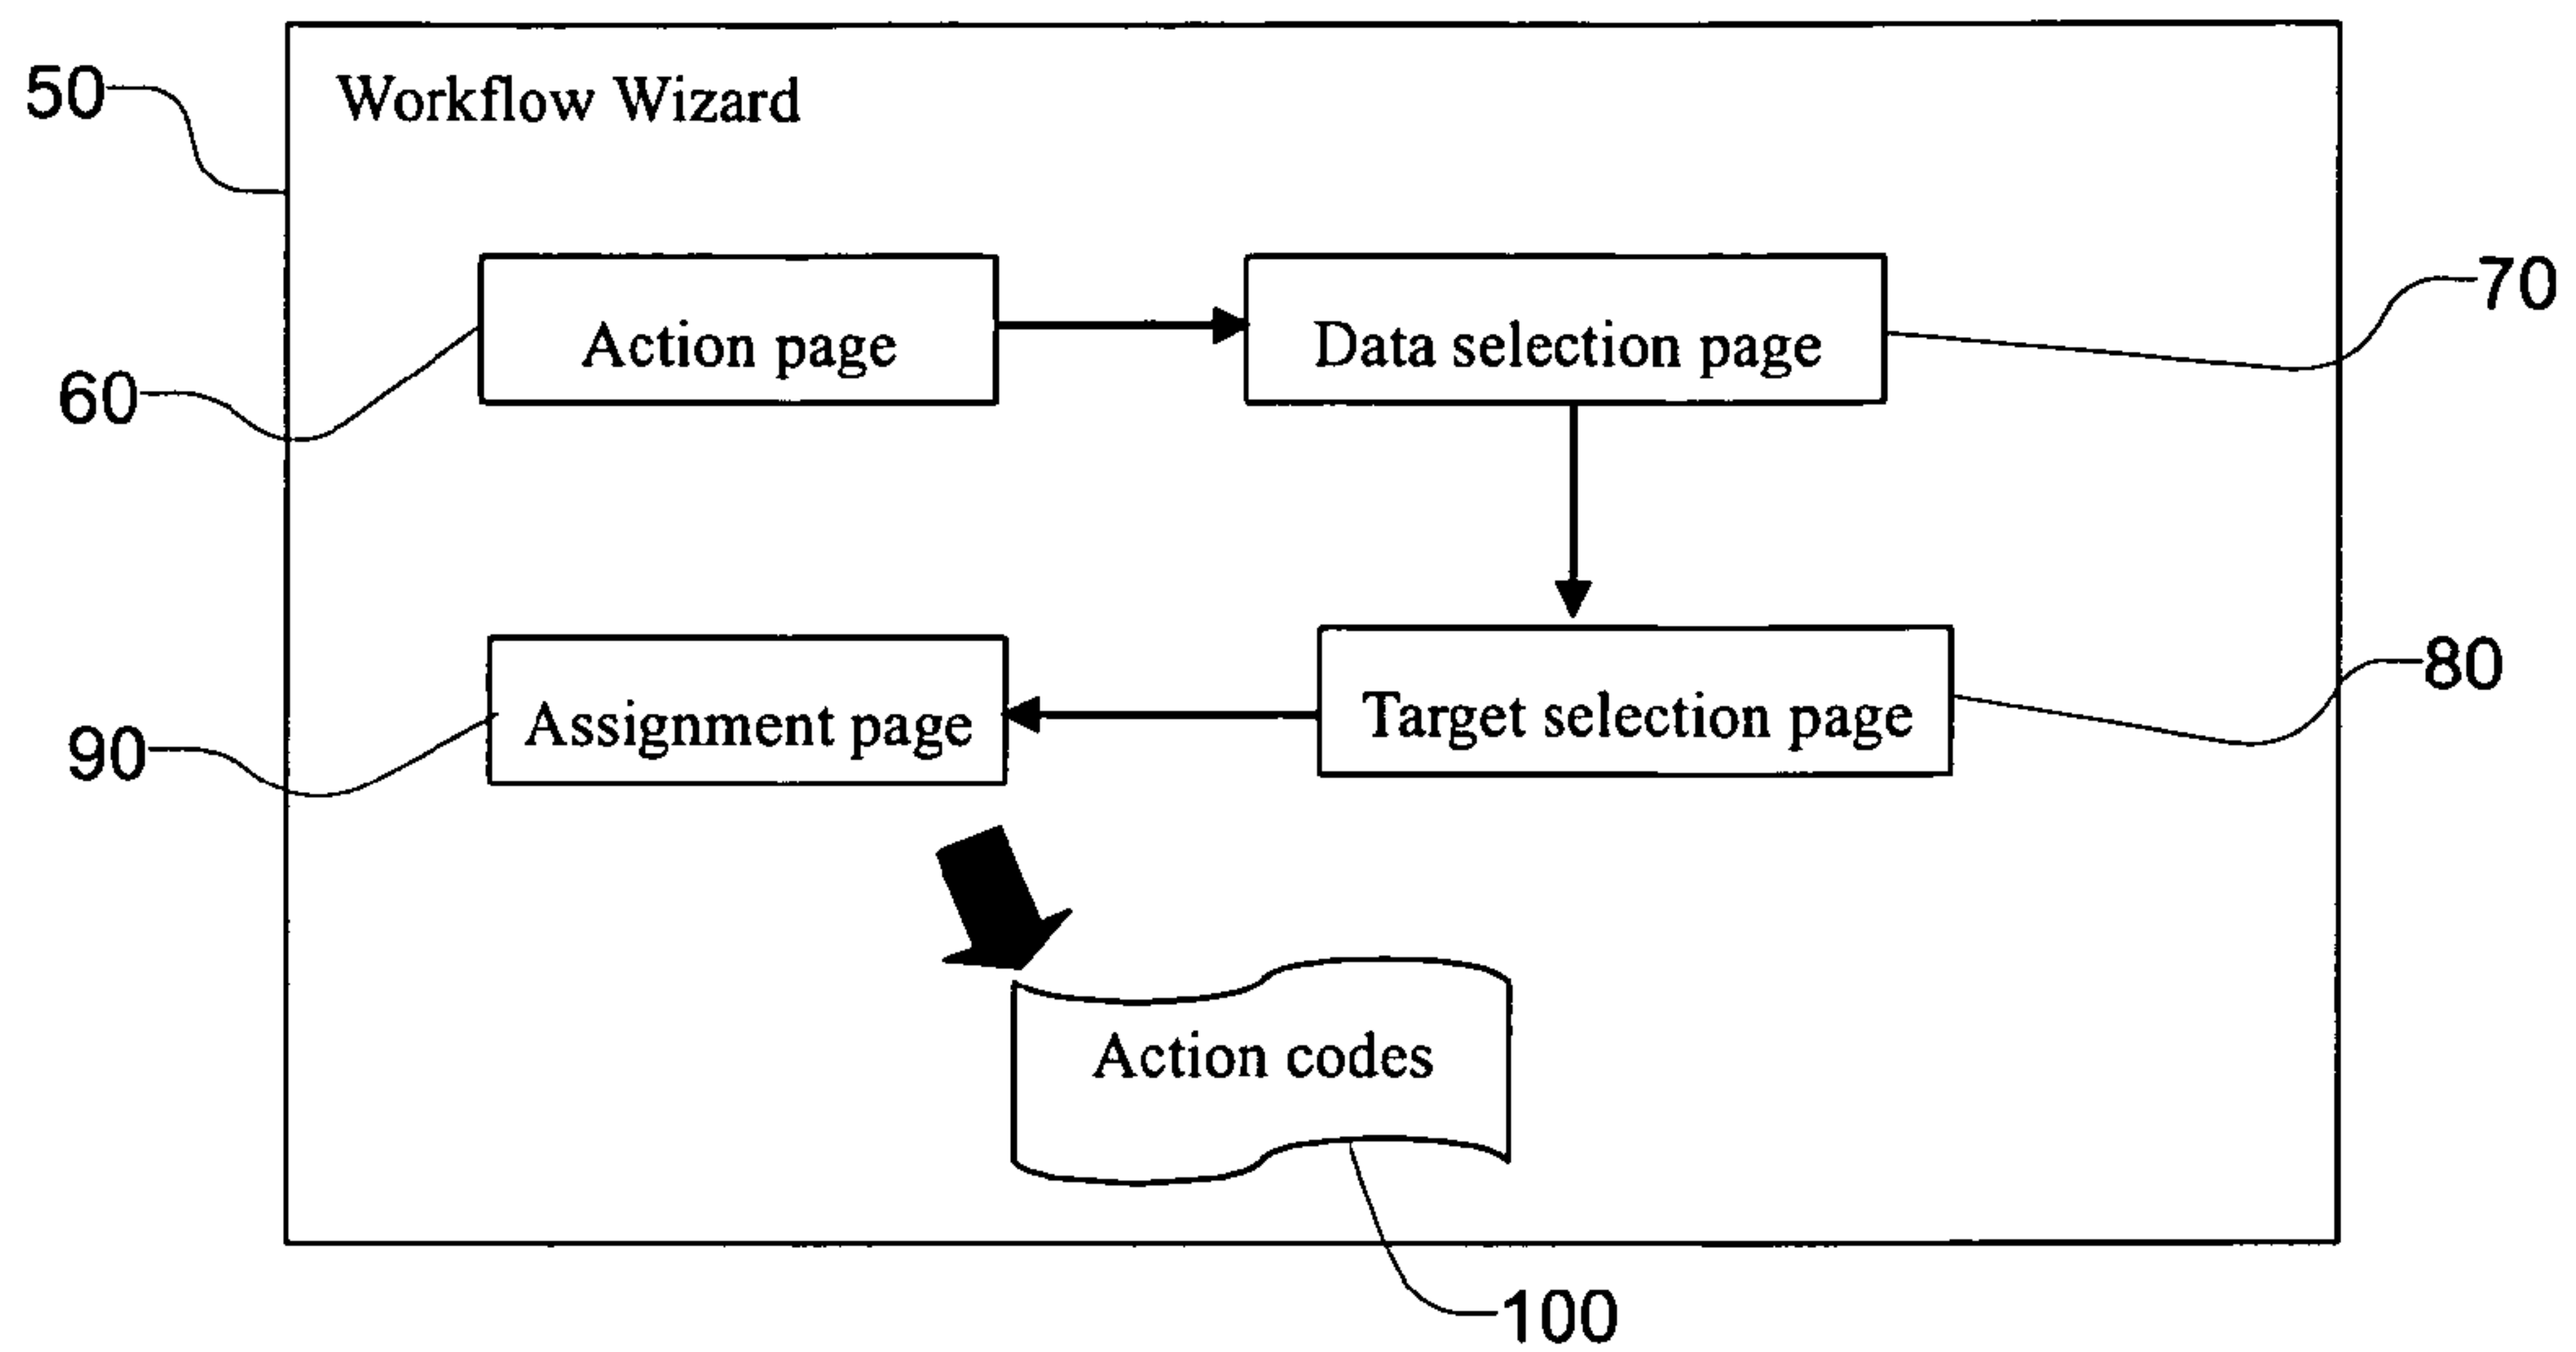 50
Workflow Wizard
Action page
Data selection page
70
60
Assignment page
Target selection page
80
90
Action codes
100